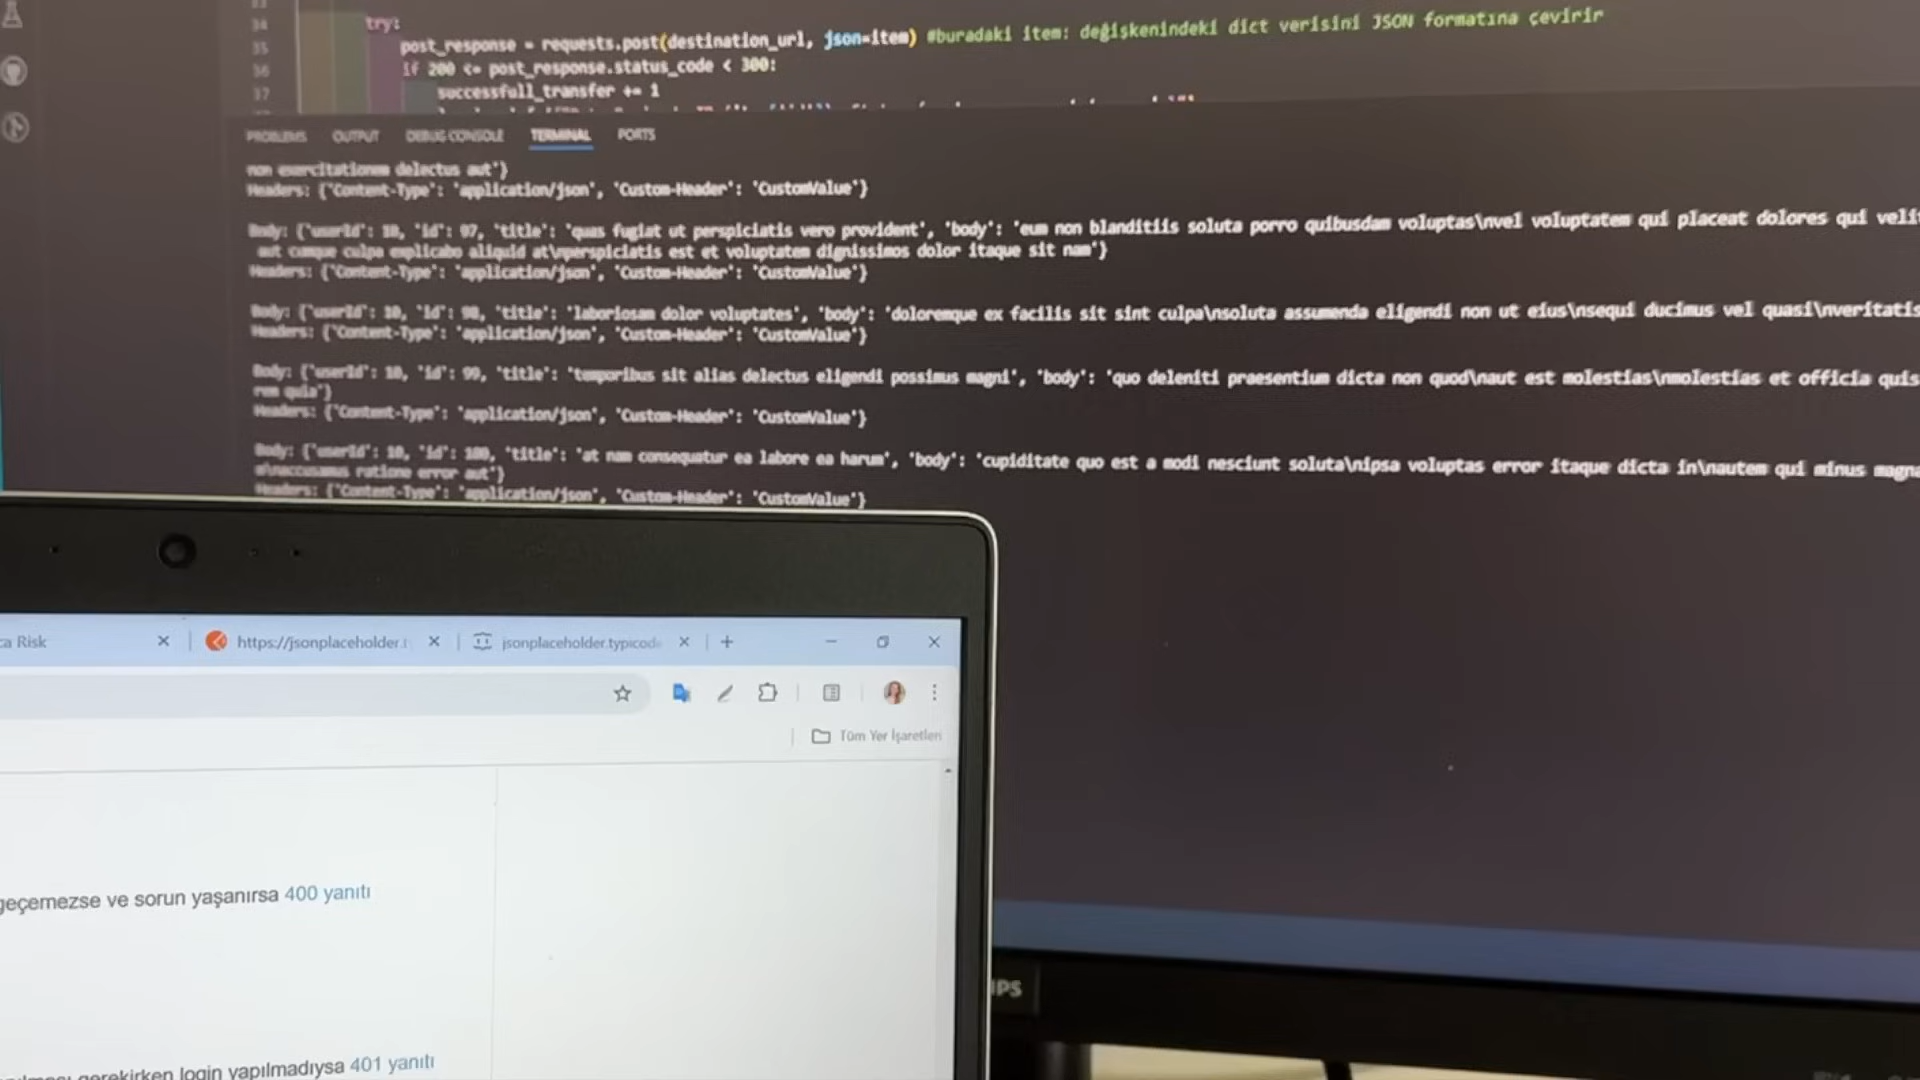 34 try:
35 post_response = requests.post(destination_url, json=item) #buradaki item: değişkenindeki dict verisini JSON formatına çevirir
36 if 200 <= post_response.status_code < 300:
37 successfull_transfer += 1
PROBLEMS OUTPUT DEBUG CONSOLE TERMINAL PORTS
non exercitationem delectus aut'}
Headers: {'Content-Type': 'application/json', 'Custom-Header': 'CustomValue'}
Body: {'userId': 10, 'id': 97, 'title': 'quas fugiat ut perspiciatis vero provident', 'body': 'eum non blanditiis soluta porro quibusdam voluptas\nvel voluptatem qui placeat dolores qui velit
aut cumque culpa explicabo aliquid at\nperspiciatis est et voluptatem dignissimos dolor itaque sit nam'}
Headers: {'Content-Type': 'application/json', 'Custom-Header': 'CustomValue'}
Body: {'userId': 10, 'id': 98, 'title': 'laboriosam dolor voluptates', 'body': 'doloremque ex facilis sit sint culpa\nsoluta assumenda eligendi non ut eius\nsequi ducimus vel quasi\nveritatis
Headers: {'Content-Type': 'application/json', 'Custom-Header': 'CustomValue'}
Body: {'userId': 10, 'id': 99, 'title': 'temporibus sit alias delectus eligendi possimus magni', 'body': 'quo deleniti praesentium dicta non quod\naut est molestias\nmolestias et officia quis
rem quia'}
Headers: {'Content-Type': 'application/json', 'Custom-Header': 'CustomValue'}
Body: {'userId': 10, 'id': 100, 'title': 'at nam consequatur ea labore ea harum', 'body': 'cupiditate quo est a modi nesciunt soluta\nipsa voluptas error itaque dicta in\nautem qui minus magna
m\naccusamus ratione error aut'}
Headers: {'Content-Type': 'application/json', 'Custom-Header': 'CustomValue'}
ca Risk https://jsonplaceholder.t jsonplaceholder.typicode
Tüm Yer İşaretleri
geçemezse ve sorun yaşanırsa 400 yanıtı
gerekirken login yapılmadıysa 401 yanıtı
IPS